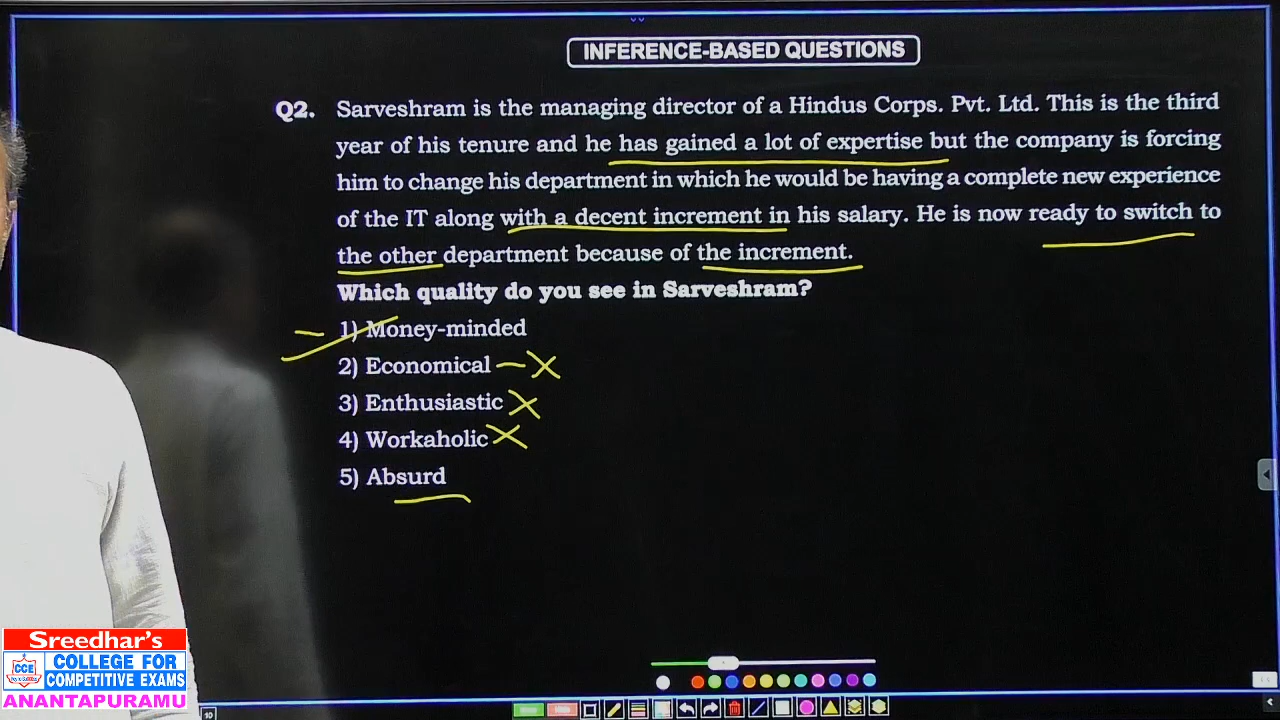 INFERENCE-BASED QUESTIONS
Q2. Sarveshram is the managing director of a Hindus Corps. Pvt. Ltd. This is the third
year of his tenure and he has gained a lot of expertise but the company is forcing
him to change his department in which he would be having a complete new experience
of the IT along with a decent increment in his salary. He is now ready to switch to
the other department because of the increment.
Which quality do you see in Sarveshram?
1) Money-minded
2) Economical
3) Enthusiastic
4) Workaholic
5) Absurd
Sreedhar's
CCE
COLLEGE FOR
COMPETITIVE EXAMS
ANANTAPURAMU
10